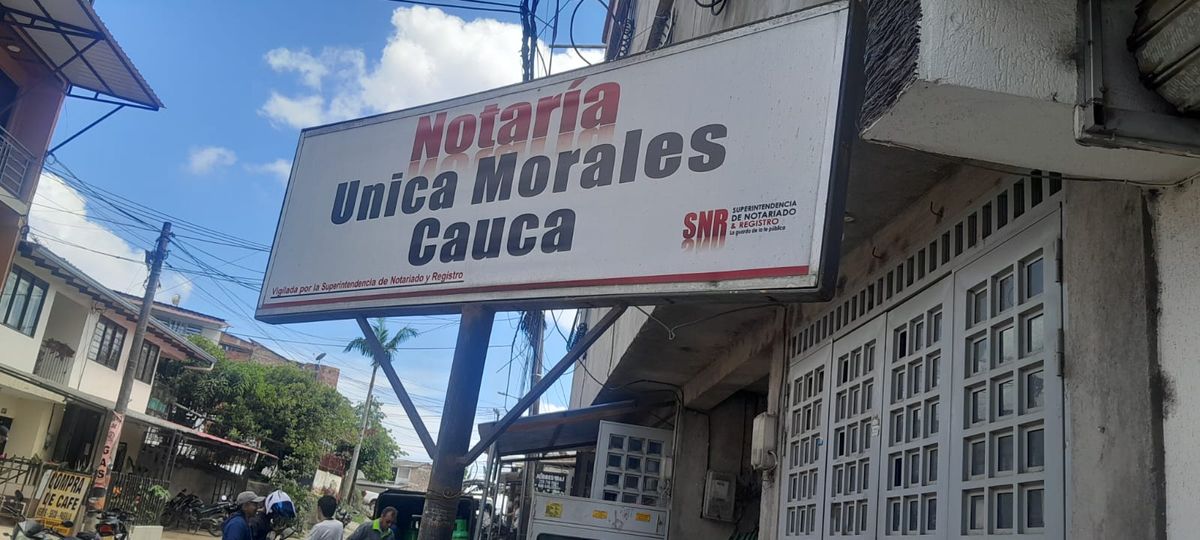 Notaría
Unica Morales
Cauca
SNR SUPERINTENDENCIA
DE NOTARIADO
& REGISTRO
La guarda de la fe pública
Vigilada por la Superintendencia de Notariado y Registro
COMPRA
DE CAFE
GAS